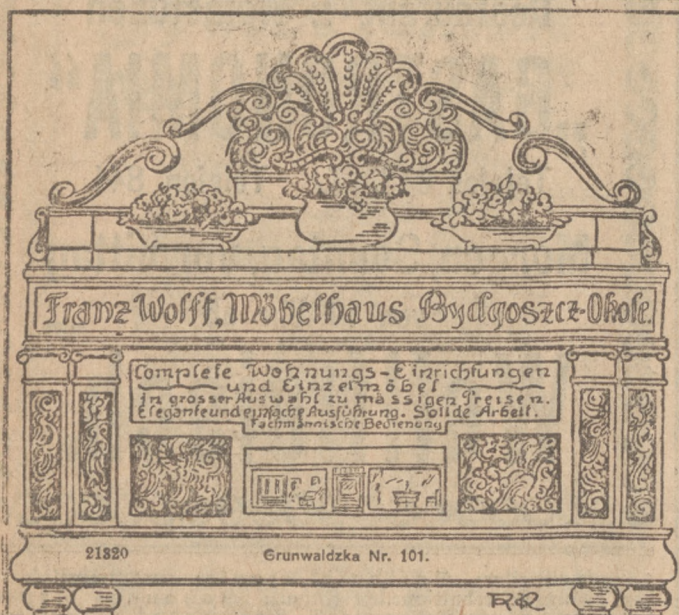 Franz Wolff, Möbelhaus Bydgoszcz-Okole.
Complete Wohnungs-Einrichtungen
und Einzelmöbel
in grosser Auswahl zu mässigen Preisen.
Elegante und einfache Ausführung. Solide Arbeit.
Fachmännische Bedienung
21820
Grunwaldzka Nr. 101.